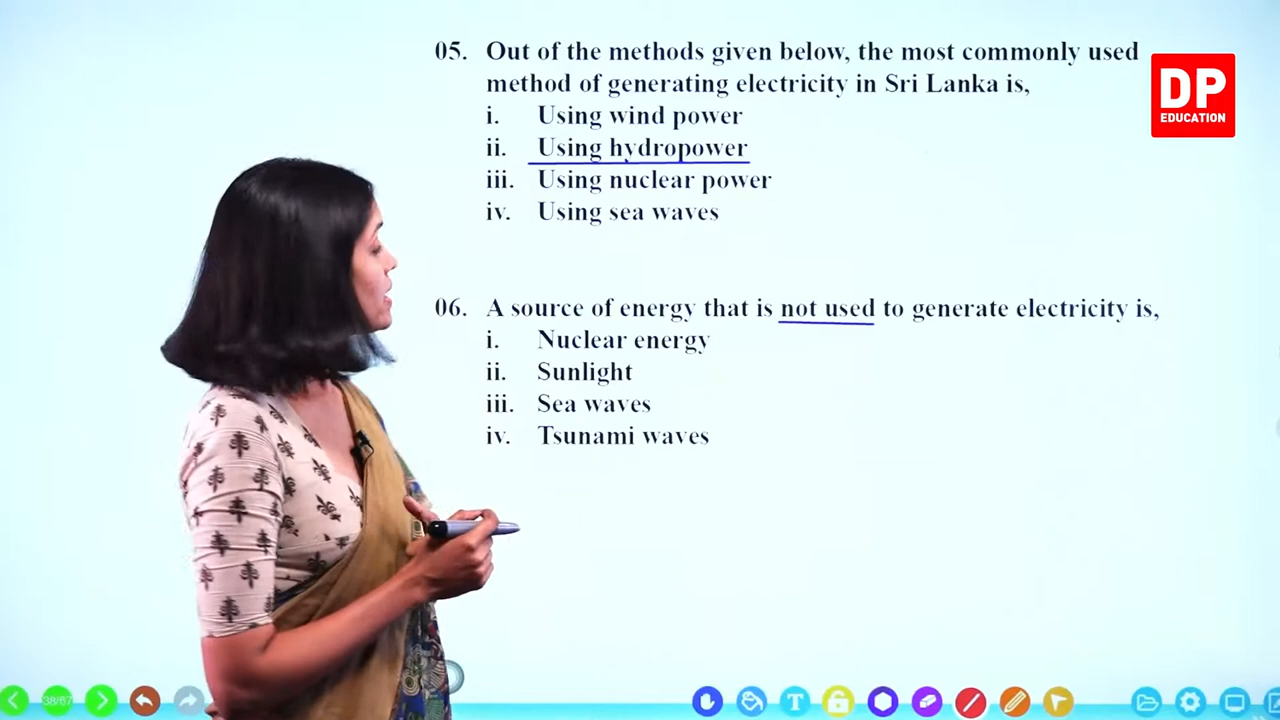 05. Out of the methods given below, the most commonly used
method of generating electricity in Sri Lanka is,
i. Using wind power
ii. Using hydropower
iii. Using nuclear power
iv. Using sea waves
DP
EDUCATION
06. A source of energy that is not used to generate electricity is,
i. Nuclear energy
ii. Sunlight
iii. Sea waves
iv. Tsunami waves
38/67
T